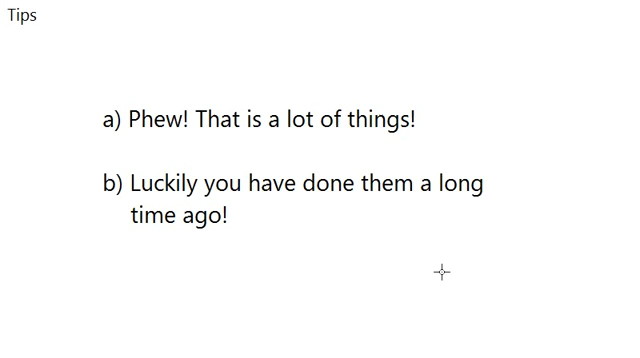 Tips
a) Phew! That is a lot of things!
b) Luckily you have done them a long
time ago!